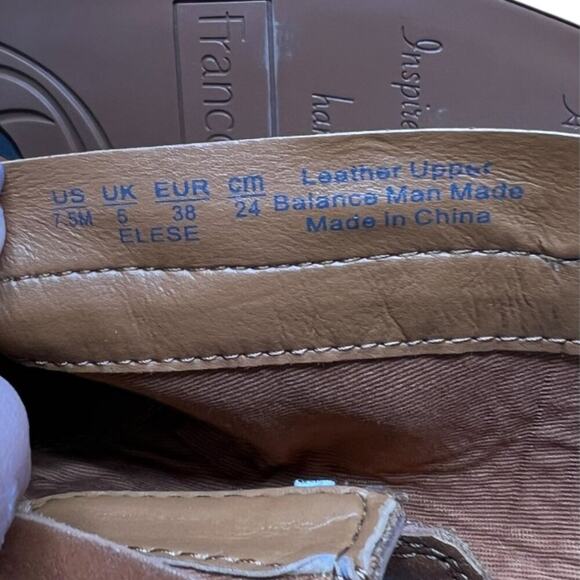 franco
Inspire
US UK EUR cm
7.5M 5 38 24
ELESE
Leather Upper
Balance Man Made
Made in China